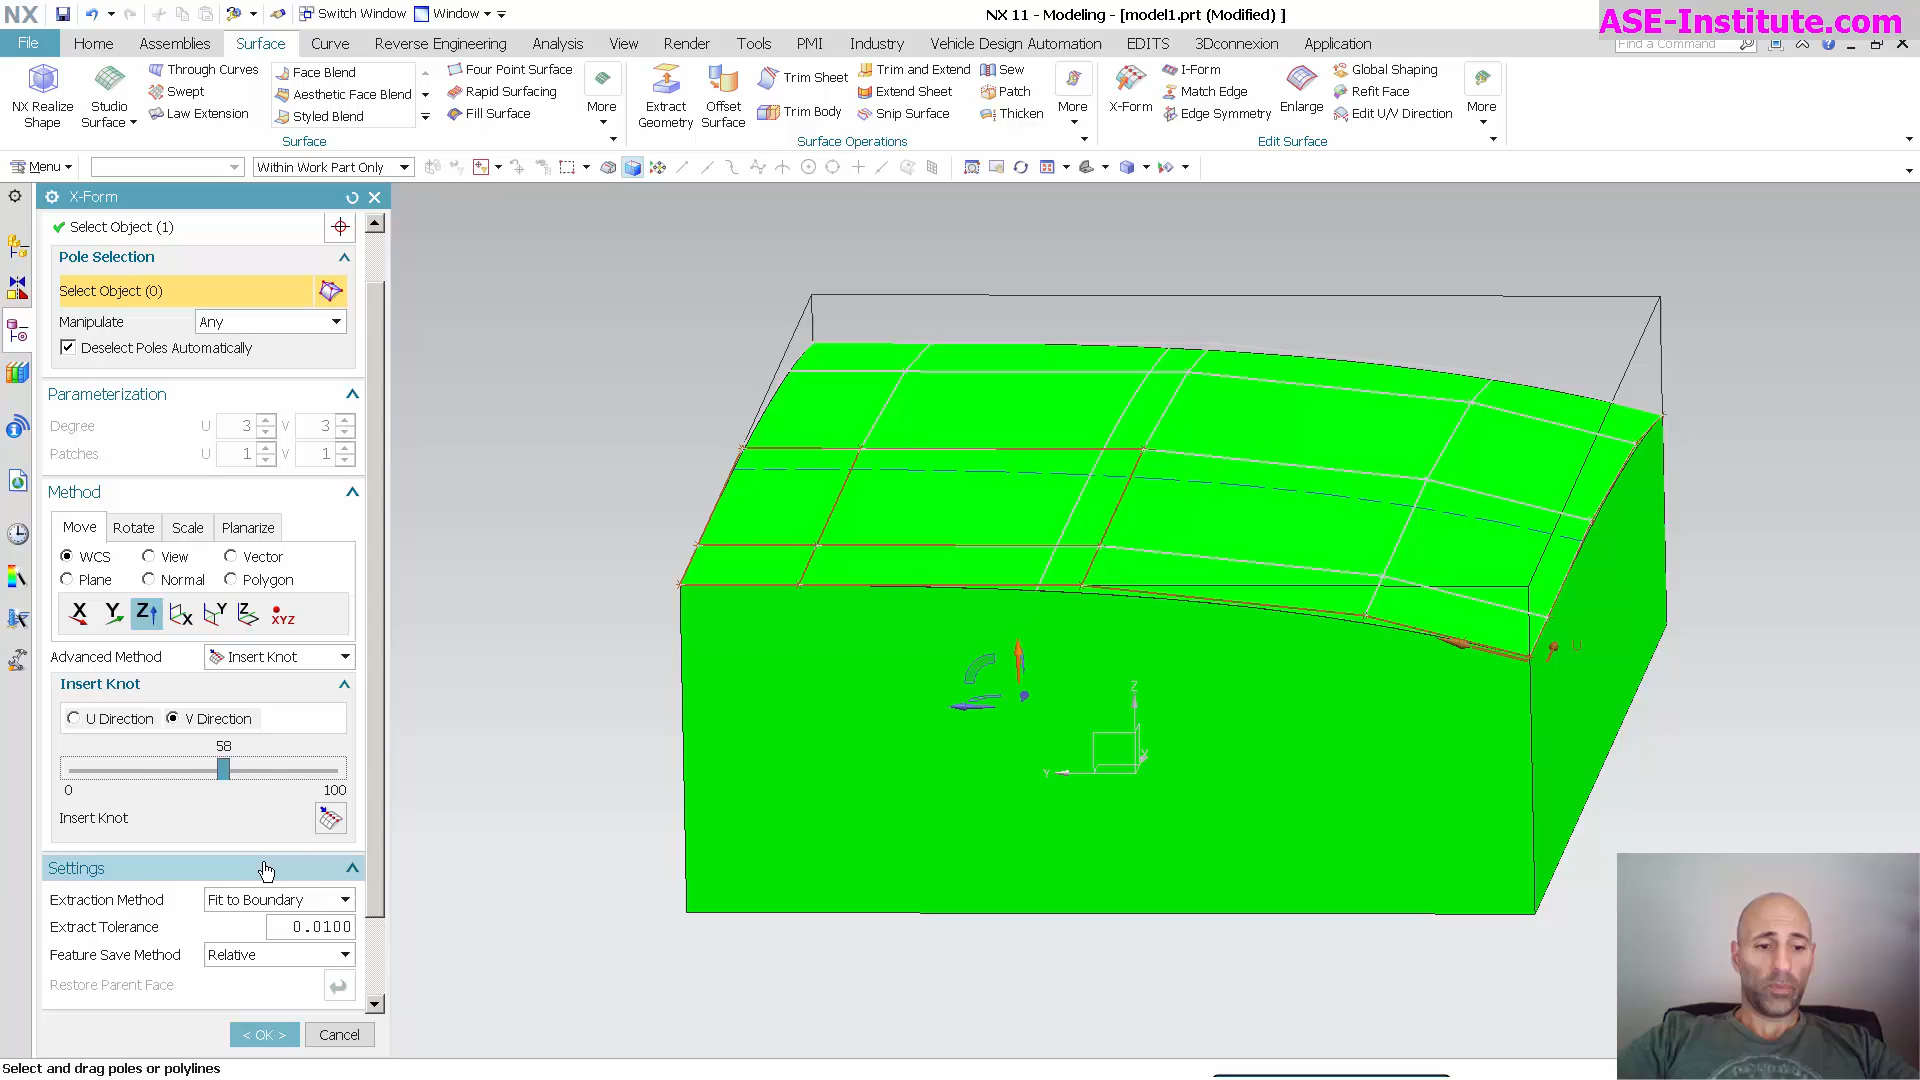 NX
Switch Window
Window
NX 11 - Modeling - [model1.prt (Modified) ]
ASE-Institute.com
File
Home
Assemblies
Surface
Curve
Reverse Engineering
Analysis
View
Render
Tools
PMI
Industry
Vehicle Design Automation
EDITS
3Dconnexion
Application
Find a Command
NX Realize
Shape
Studio
Surface
Through Curves
Swept
Law Extension
Face Blend
Aesthetic Face Blend
Styled Blend
Four Point Surface
Rapid Surfacing
Fill Surface
More
Surface
Extract
Geometry
Offset
Surface
Trim Sheet
Trim Body
Trim and Extend
Extend Sheet
Snip Surface
Sew
Patch
Thicken
More
Surface Operations
X-Form
I-Form
Match Edge
Edge Symmetry
Enlarge
Global Shaping
Refit Face
Edit U/V Direction
More
Edit Surface
Menu
Within Work Part Only
X-Form
Select Object (1)
Pole Selection
Select Object (0)
Manipulate
Any
Deselect Poles Automatically
Parameterization
Degree U 3 V 3
Patches U 1 V 1
Method
Move Rotate Scale Planarize
WCS View Vector
Plane Normal Polygon
X Y Z X Y Z XYZ
Advanced Method
Insert Knot
Insert Knot
U Direction V Direction
58
0 100
Insert Knot
Settings
Extraction Method
Fit to Boundary
Extract Tolerance 0.0100
Feature Save Method
Relative
Restore Parent Face
< OK >
Cancel
Select and drag poles or polylines
U
Z
X
Y